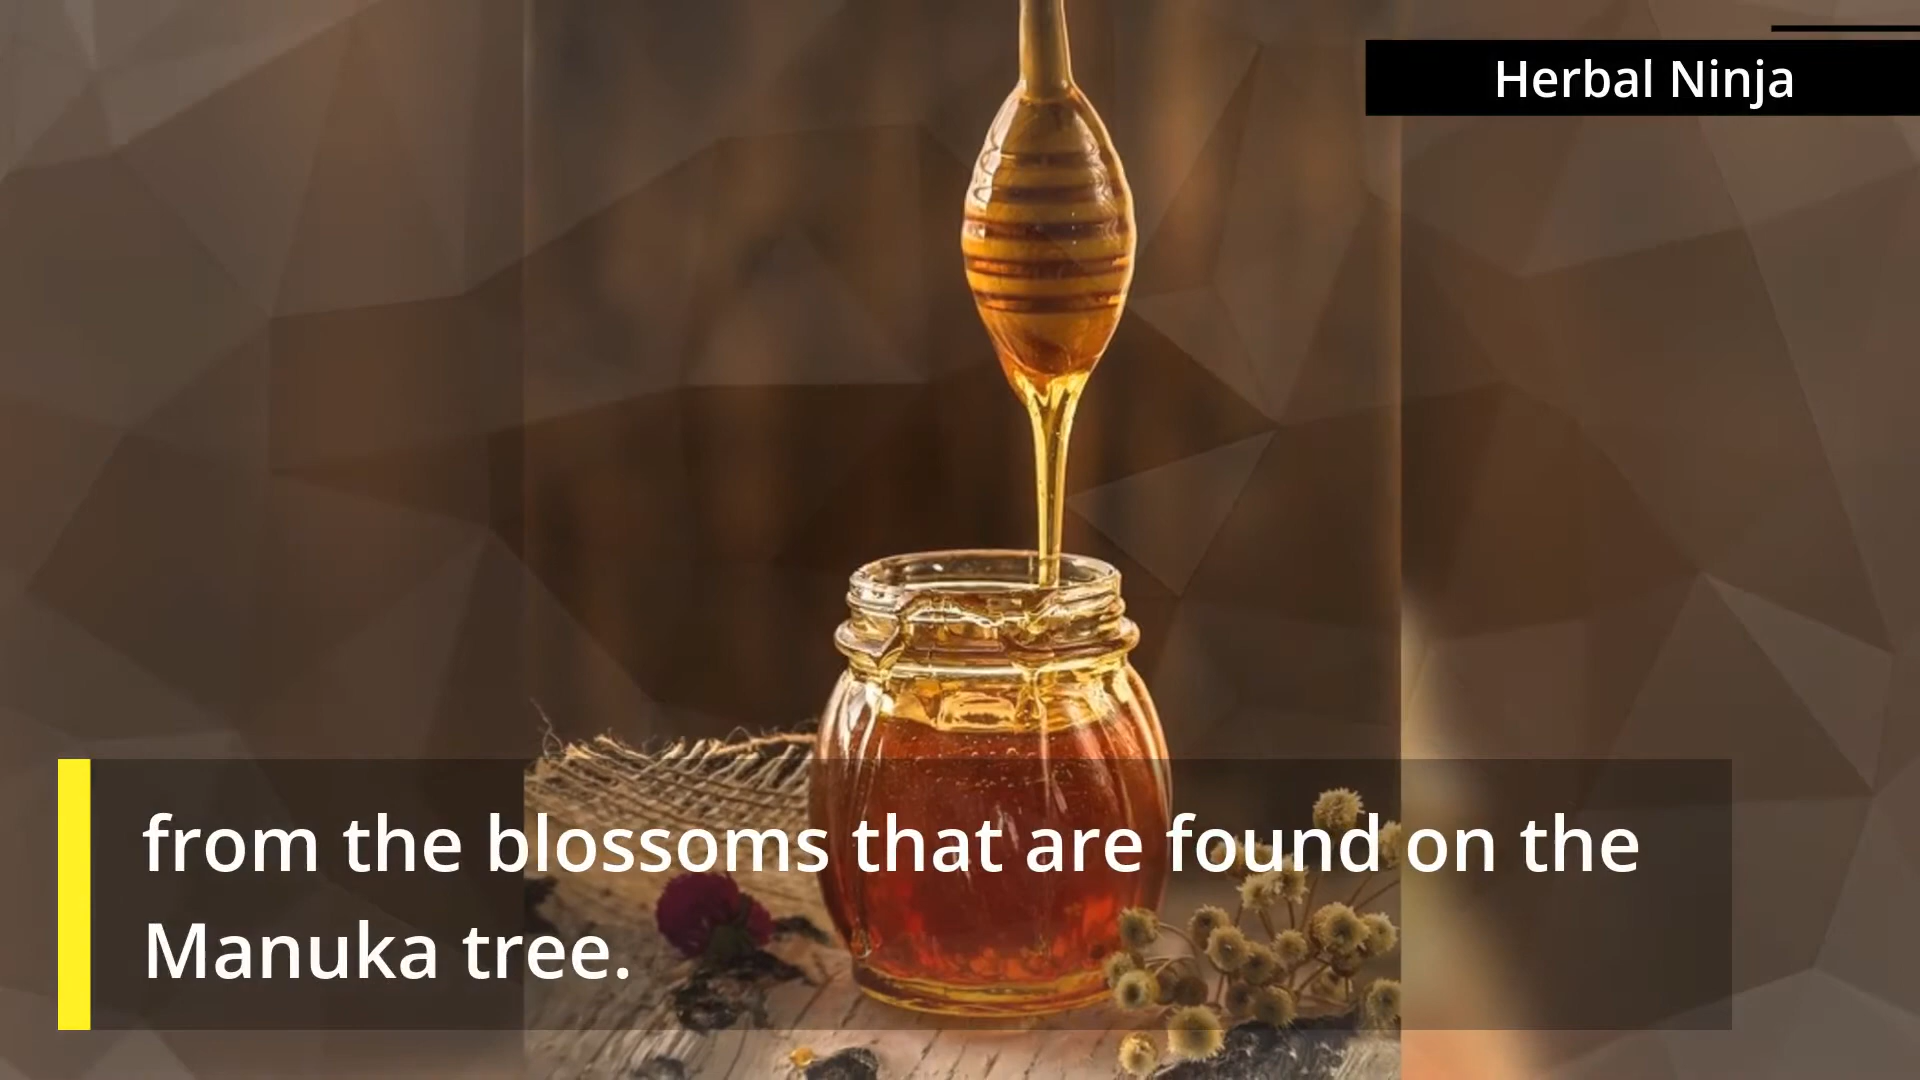 Herbal Ninja
from the blossoms that are found on the
Manuka tree.